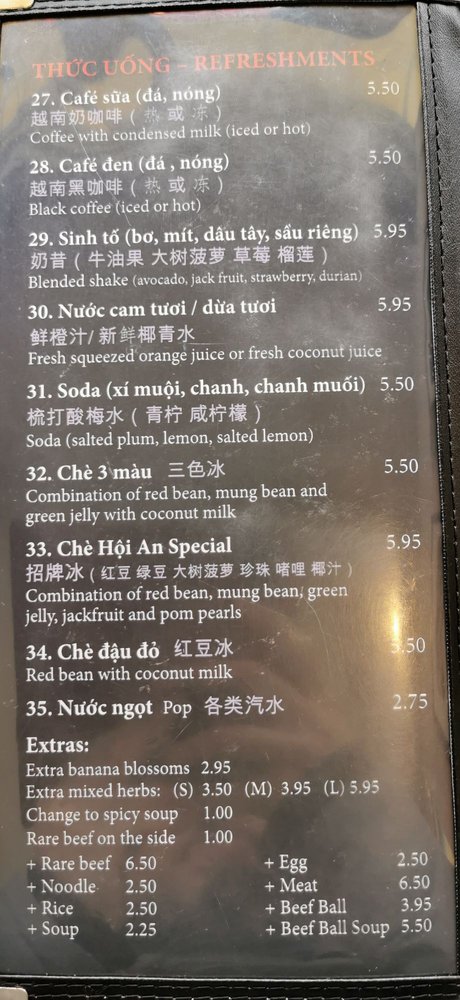 THỨC UỐNG – REFRESHMENTS
27. Café sữa (đá, nóng) 5.50
越南奶咖啡（热 或 冻）
Coffee with condensed milk (iced or hot)
28. Café đen (đá , nóng) 5.50
越南黑咖啡（热 或 冻）
Black coffee (iced or hot)
29. Sinh tố (bơ, mít, dâu tây, sầu riêng) 5.95
奶昔（牛油果 大树菠萝 草莓 榴莲）
Blended shake (avocado, jack fruit, strawberry, durian)
30. Nước cam tươi / dừa tươi 5.95
鲜橙汁/ 新鲜椰青水
Fresh squeezed orange juice or fresh coconut juice
31. Soda (xí muội, chanh, chanh muối) 5.50
梳打酸梅水（青柠 咸柠檬）
Soda (salted plum, lemon, salted lemon)
32. Chè 3 màu 三色冰 5.50
Combination of red bean, mung bean and
green jelly with coconut milk
33. Chè Hội An Special 5.95
招牌冰（红豆 绿豆 大树菠萝 珍珠 啫哩 椰汁）
Combination of red bean, mung bean, green
jelly, jackfruit and pom pearls
34. Chè đậu đỏ 红豆冰 5.50
Red bean with coconut milk
35. Nước ngọt Pop 各类汽水 2.75
Extras:
Extra banana blossoms 2.95
Extra mixed herbs: (S) 3.50 (M) 3.95 (L) 5.95
Change to spicy soup 1.00
Rare beef on the side 1.00
+ Rare beef 6.50 + Egg 2.50
+ Noodle 2.50 + Meat 6.50
+ Rice 2.50 + Beef Ball 3.95
+ Soup 2.25 + Beef Ball Soup 5.50